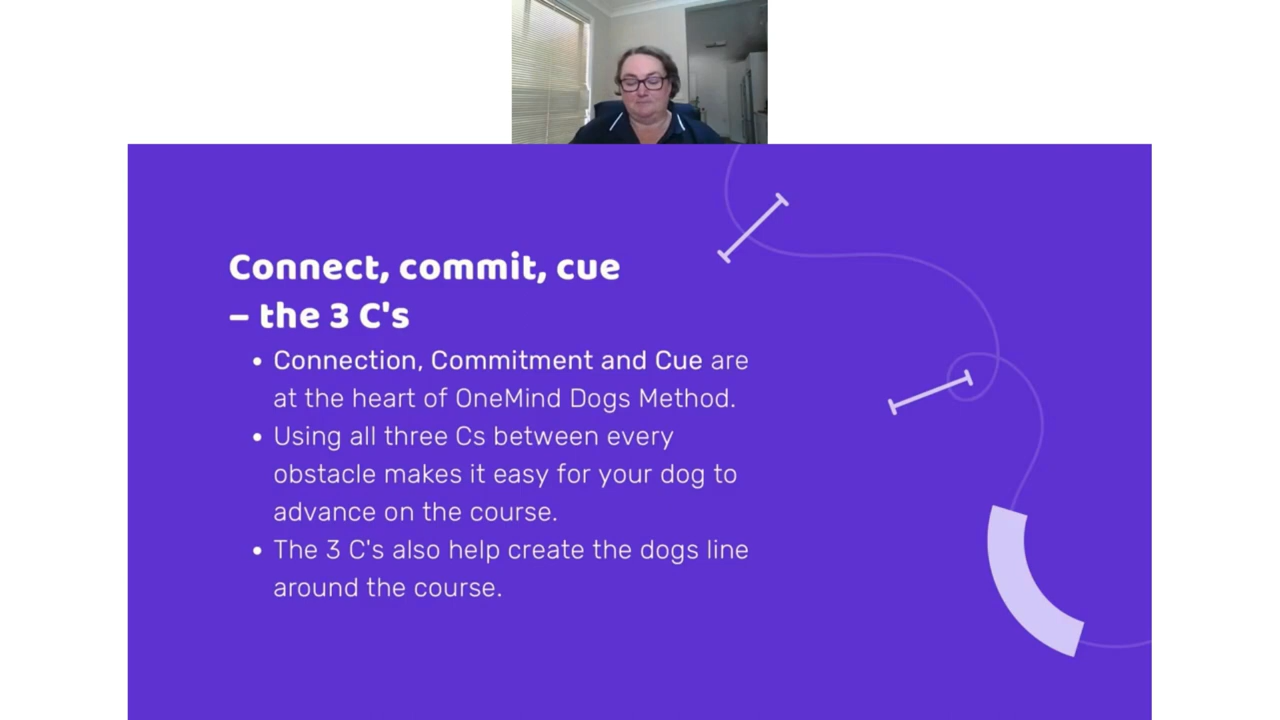 Connect, commit, cue
– the 3 C's
• Connection, Commitment and Cue are
at the heart of OneMind Dogs Method.
• Using all three Cs between every
obstacle makes it easy for your dog to
advance on the course.
• The 3 C's also help create the dogs line
around the course.